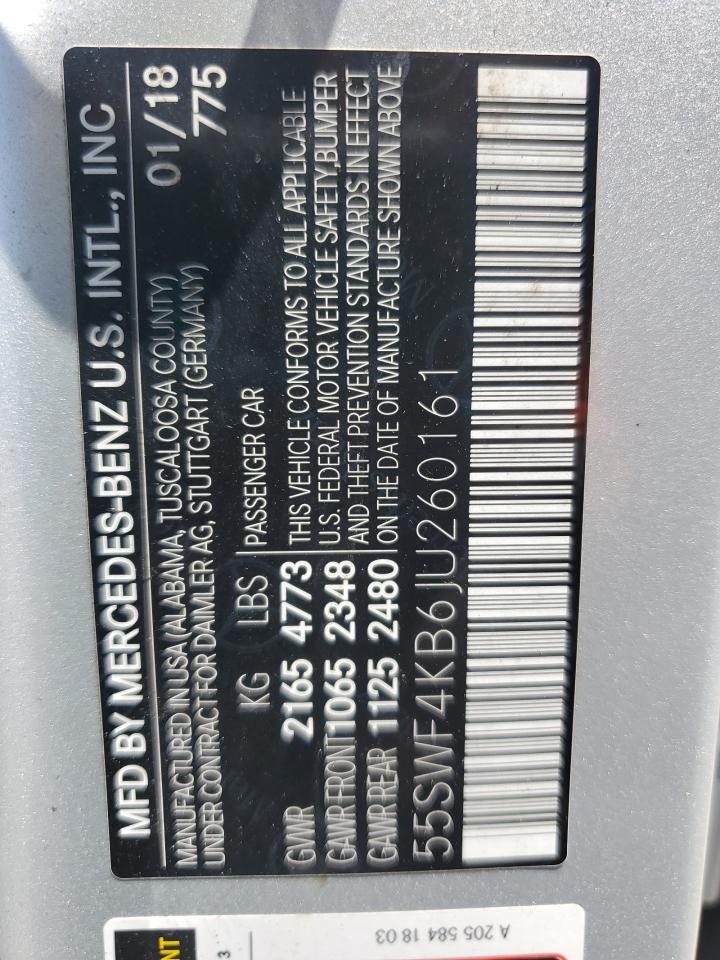 MFD BY MERCEDES-BENZ U.S. INTL., INC
MANUFACTURED IN USA (ALABAMA, TUSCALOOSA COUNTY) 01/18
UNDER CONTRACT FOR DAIMLER AG, STUTTGART (GERMANY) 775
KG LBS PASSENGER CAR
GWR 2165 4773 THIS VEHICLE CONFORMS TO ALL APPLICABLE
GAWR FRONT 1065 2348 U.S. FEDERAL MOTOR VEHICLE SAFETY,BUMPER
AND THEFT PREVENTION STANDARDS IN EFFECT
GAWR REAR 1125 2480 ON THE DATE OF MANUFACTURE SHOWN ABOVE
55SWF4KB6JU260161
A 205 584 18 03
NT
3